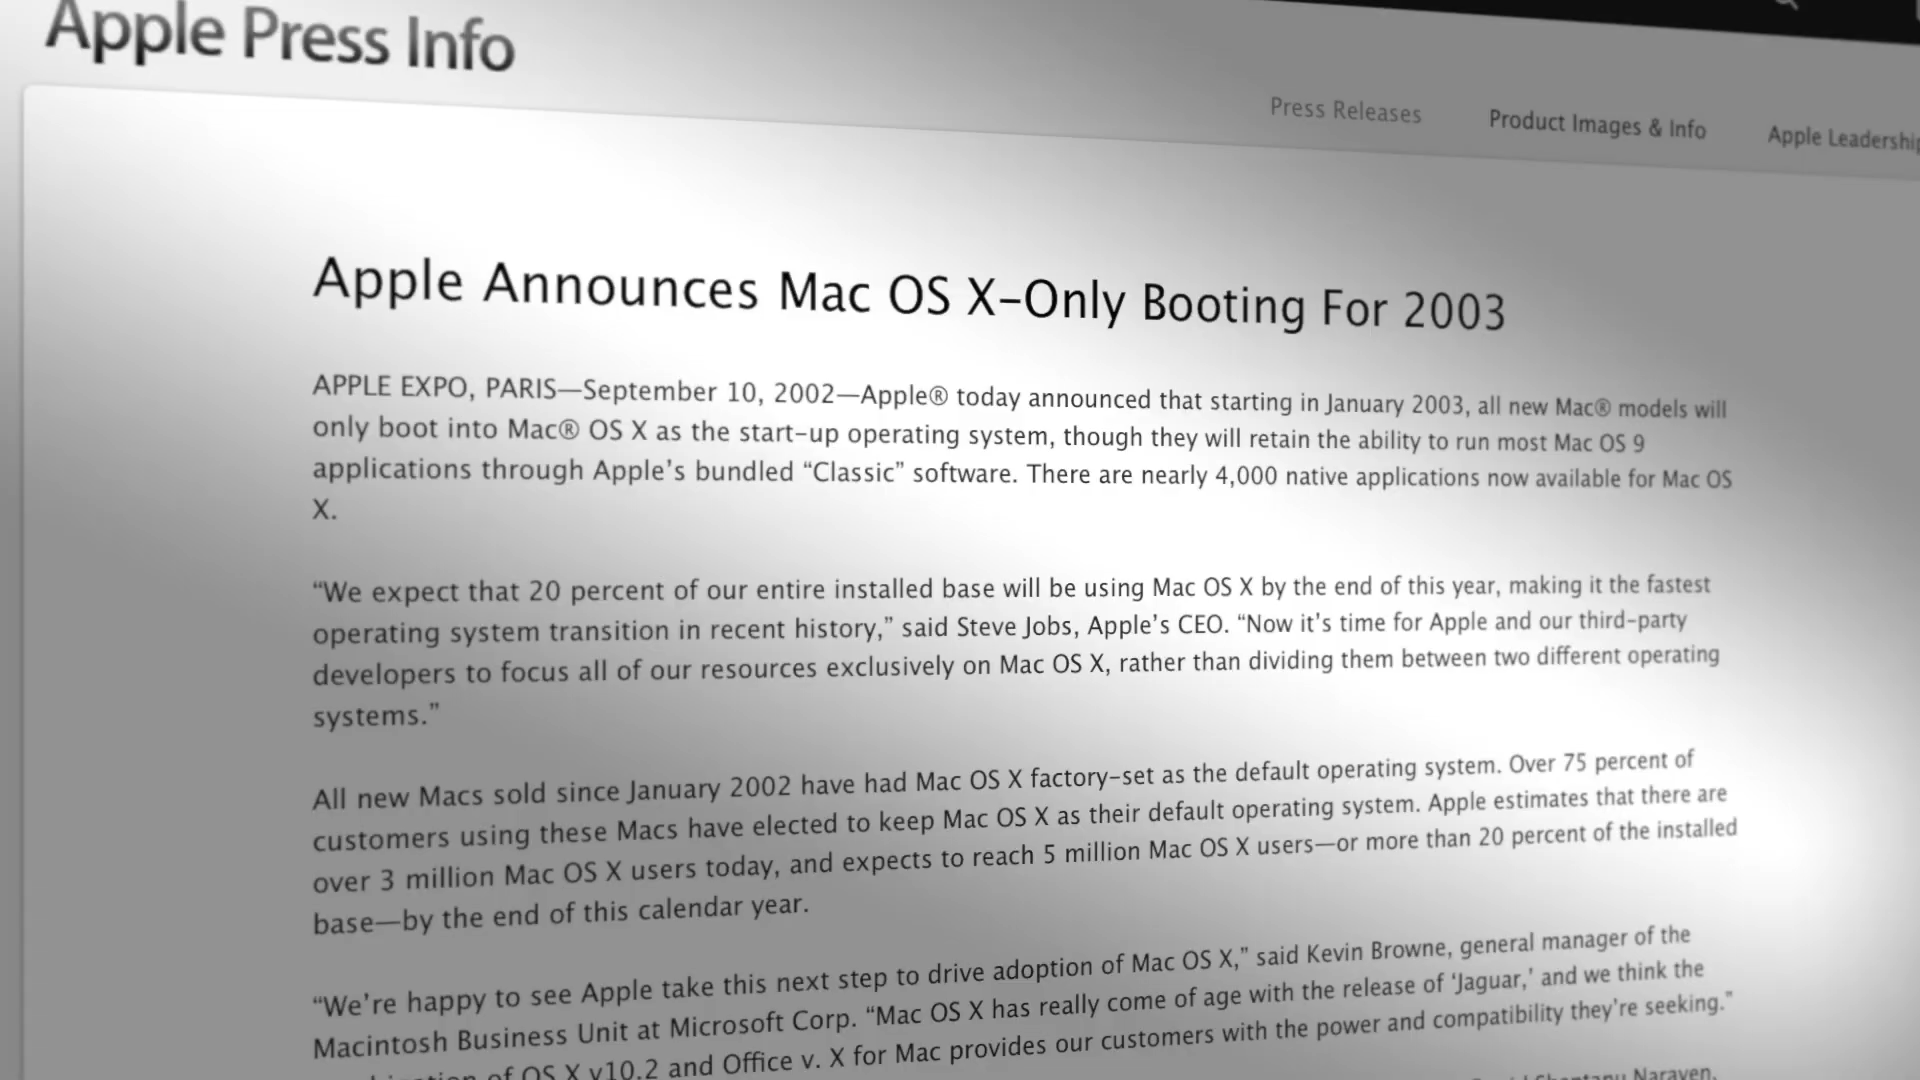 Apple Press Info
Press Releases Product Images & Info Apple Leadership
Apple Announces Mac OS X–Only Booting For 2003
APPLE EXPO, PARIS—September 10, 2002—Apple® today announced that starting in January 2003, all new Mac® models will
only boot into Mac® OS X as the start-up operating system, though they will retain the ability to run most Mac OS 9
applications through Apple’s bundled “Classic” software. There are nearly 4,000 native applications now available for Mac OS
X.
“We expect that 20 percent of our entire installed base will be using Mac OS X by the end of this year, making it the fastest
operating system transition in recent history,” said Steve Jobs, Apple’s CEO. “Now it’s time for Apple and our third-party
developers to focus all of our resources exclusively on Mac OS X, rather than dividing them between two different operating
systems.”
All new Macs sold since January 2002 have had Mac OS X factory-set as the default operating system. Over 75 percent of
customers using these Macs have elected to keep Mac OS X as their default operating system. Apple estimates that there are
over 3 million Mac OS X users today, and expects to reach 5 million Mac OS X users—or more than 20 percent of the installed
base—by the end of this calendar year.
“We’re happy to see Apple take this next step to drive adoption of Mac OS X,” said Kevin Browne, general manager of the
Macintosh Business Unit at Microsoft Corp. “Mac OS X has really come of age with the release of ‘Jaguar,’ and we think the
of OS X v10.2 and Office v. X for Mac provides our customers with the power and compatibility they’re seeking.”
Shantanu Narayen,